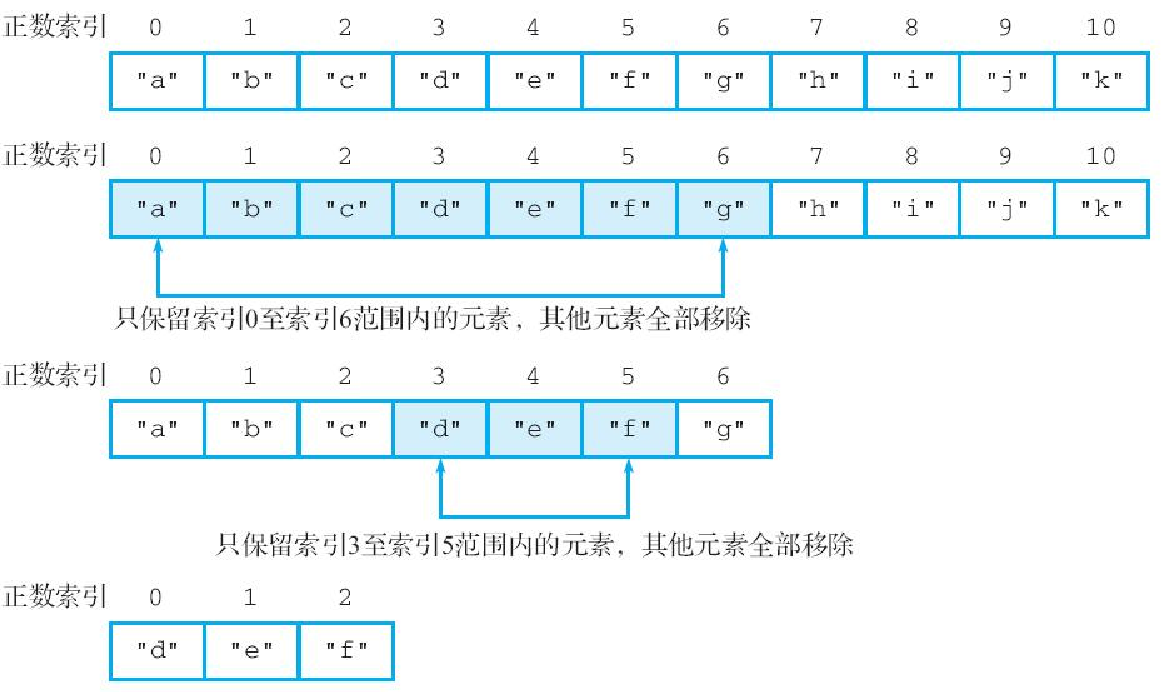 正数索引 0 1 2 3 4 5 6 7 8 9 10
"a" "b" "c" "d" "e" "f" "g" "h" "i" "j" "k"
正数索引 0 1 2 3 4 5 6 7 8 9 10
"a" "b" "c" "d" "e" "f" "g" "h" "i" "j" "k"
只保留索引0至索引6范围内的元素，其他元素全部移除
正数索引 0 1 2 3 4 5 6
"a" "b" "c" "d" "e" "f" "g"
只保留索引3至索引5范围内的元素，其他元素全部移除
正数索引 0 1 2
"d" "e" "f"